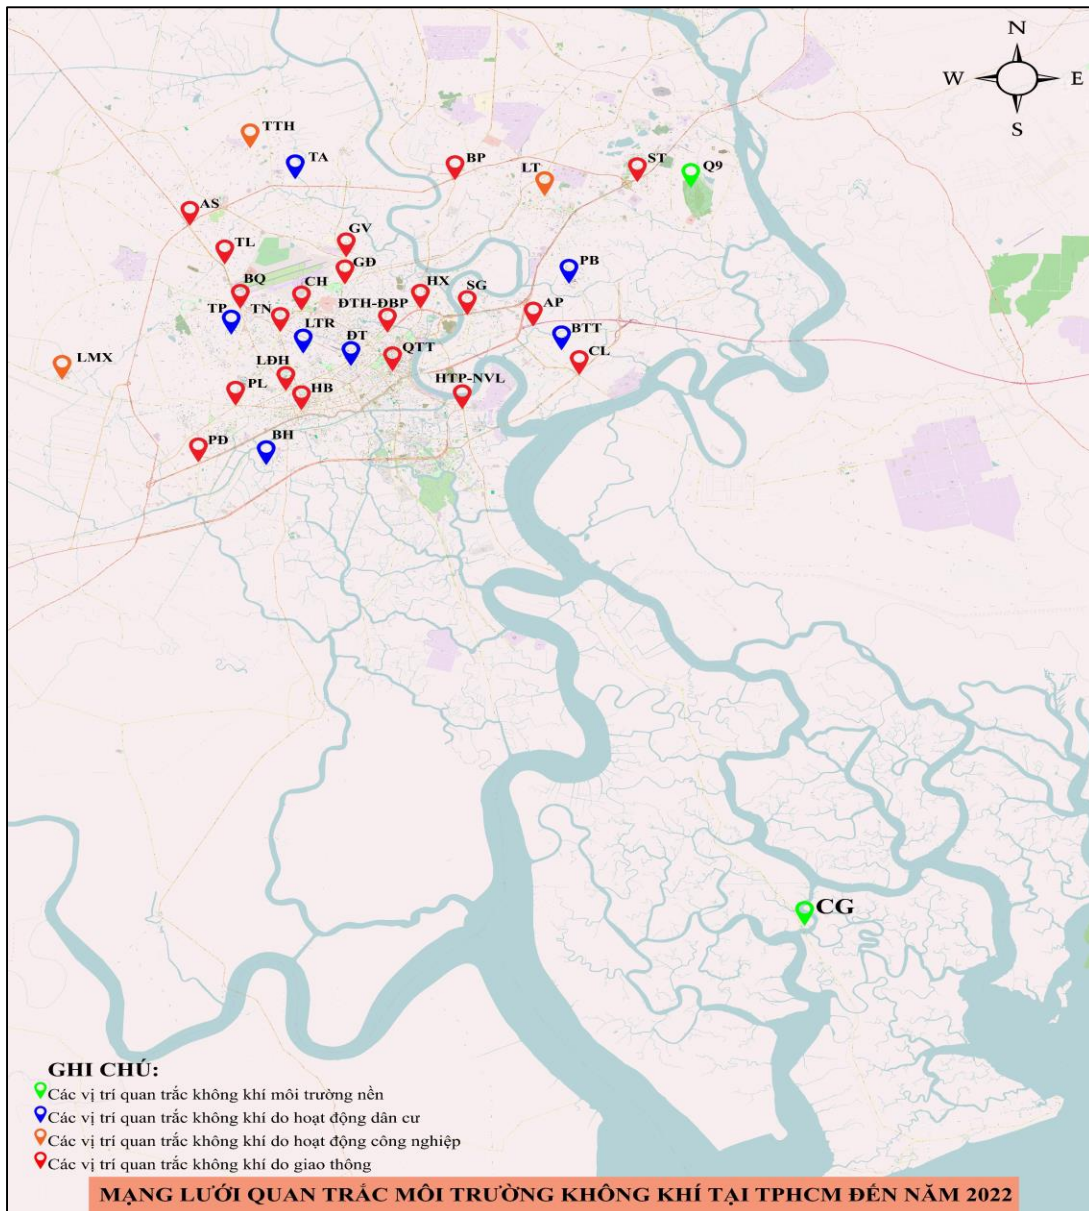 N
W E
S
TTH
TA
BP
LT
ST
Q9
AS
TL
GV
GĐ
PB
BQ
CH
HX
SG
TP
TN
ĐTH-ĐBP
AP
LTR
ĐT
QTT
BTT
CL
LMX
LĐH
PL
HB
HTP-NVL
PĐ
BH
CG
GHI CHÚ:
Các vị trí quan trắc không khí môi trường nền
Các vị trí quan trắc không khí do hoạt động dân cư
Các vị trí quan trắc không khí do hoạt động công nghiệp
Các vị trí quan trắc không khí do giao thông
MẠNG LƯỚI QUAN TRẮC MÔI TRƯỜNG KHÔNG KHÍ TẠI TPHCM ĐẾN NĂM 2022